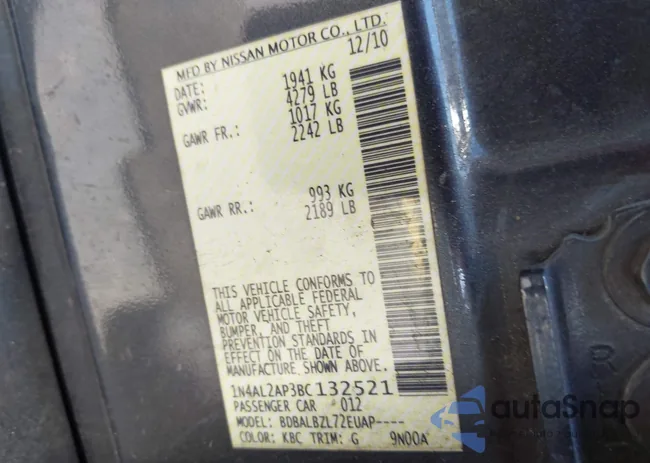 MFD BY NISSAN MOTOR CO., LTD.
DATE: 12/10
GVWR: 1941 KG
4279 LB
GAWR FR.: 1017 KG
2242 LB
GAWR RR.: 993 KG
2189 LB
THIS VEHICLE CONFORMS TO
ALL APPLICABLE FEDERAL
MOTOR VEHICLE SAFETY,
BUMPER, AND THEFT
PREVENTION STANDARDS IN
EFFECT ON THE DATE OF
MANUFACTURE SHOWN ABOVE.
1N4AL2AP3BC132521
PASSENGER CAR 012
MODEL: BDBALBZL72EUAP----
COLOR: KBC TRIM: G 9N00A
R
autoSnap
POWERED BY CARS